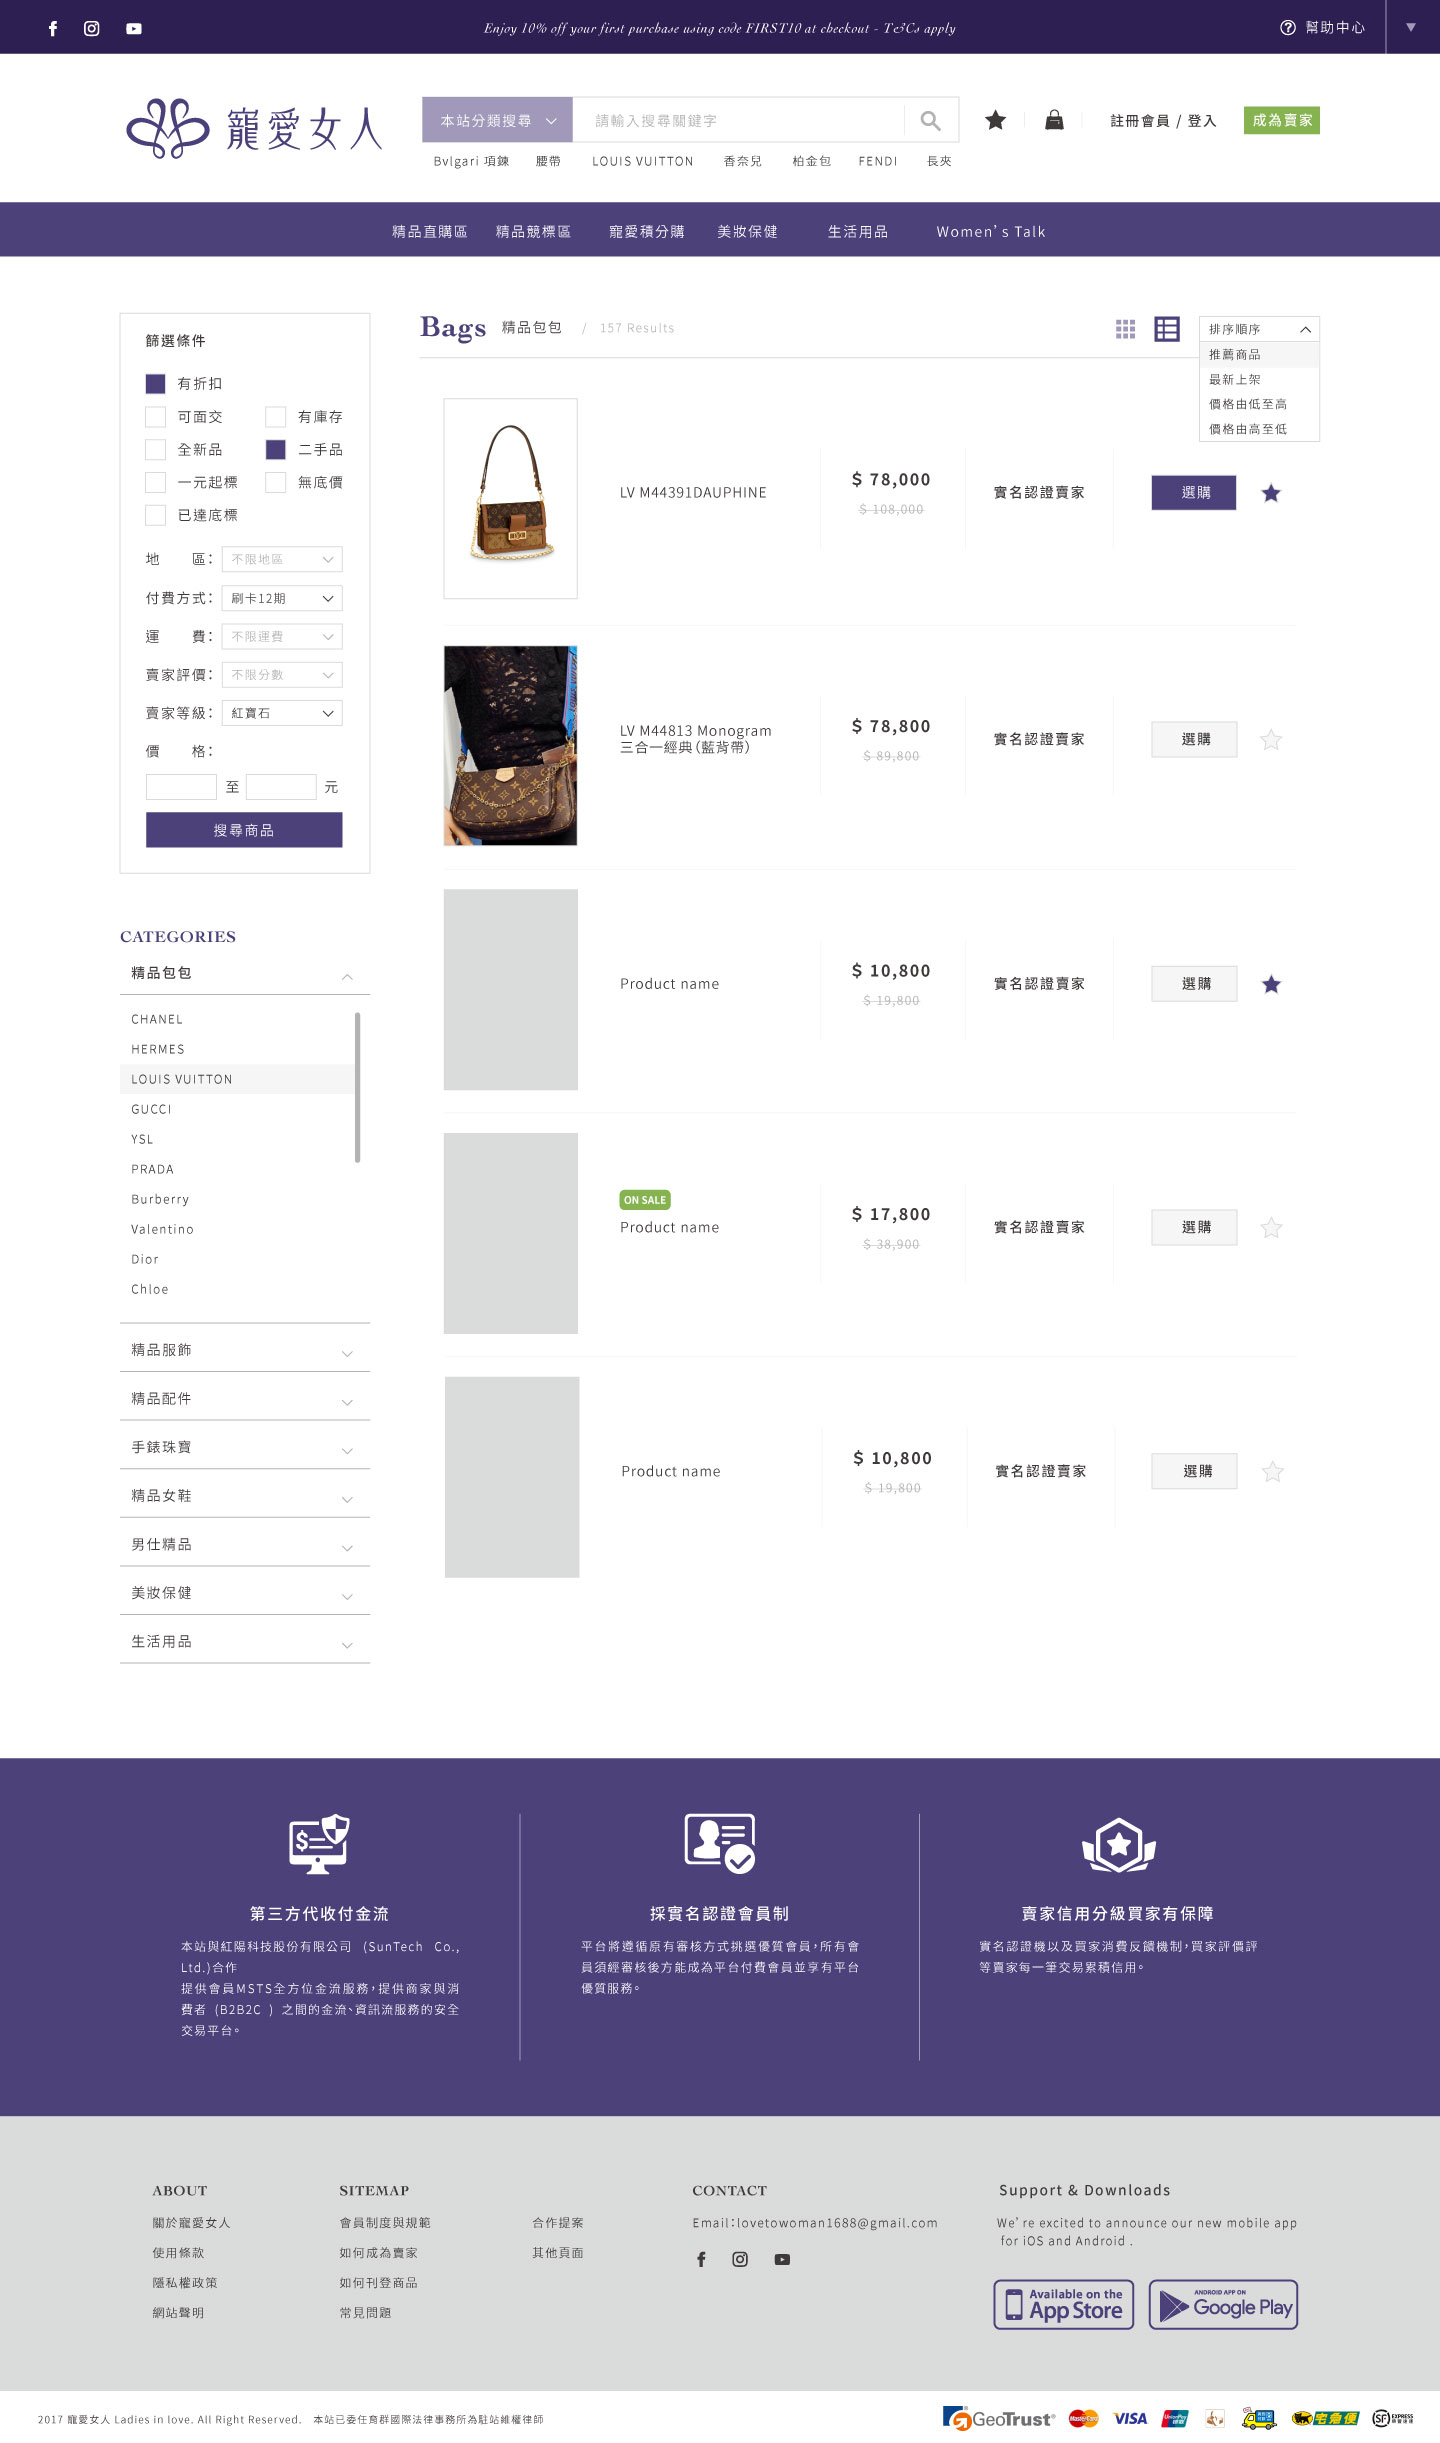 Enjoy 10% off your first purchase using code FIRST10 at checkout - T&Cs apply
幫助中心
寵愛女人
本站分類搜尋
請輸入搜尋關鍵字
註冊會員 / 登入
成為賣家
Bvlgari 項鍊 腰帶 LOUIS VUITTON 香奈兒 柏金包 FENDI 長夾
精品直購區 精品競標區 寵愛積分購 美妝保健 生活用品 Women's Talk
篩選條件
有折扣
可面交 有庫存
全新品 二手品
一元起標 無底價
已達底標
地 區： 不限地區
付費方式： 刷卡12期
運 費： 不限運費
賣家評價： 不限分數
賣家等級： 紅寶石
價 格：
至 元
搜尋商品
CATEGORIES
精品包包
CHANEL
HERMES
LOUIS VUITTON
GUCCI
YSL
PRADA
Burberry
Valentino
Dior
Chloe
精品服飾
精品配件
手錶珠寶
精品女鞋
男仕精品
美妝保健
生活用品
Bags 精品包包 / 157 Results
排序順序
推薦商品
最新上架
價格由低至高
價格由高至低
LV M44391DAUPHINE
$ 78,000
$ 108,000
實名認證賣家
選購
LV M44813 Monogram
三合一經典（藍背帶）
$ 78,800
$ 89,800
實名認證賣家
選購
Product name
$ 10,800
$ 19,800
實名認證賣家
選購
ON SALE
Product name
$ 17,800
$ 38,900
實名認證賣家
選購
Product name
$ 10,800
$ 19,800
實名認證賣家
選購
第三方代收付金流
本站與紅陽科技股份有限公司 (SunTech Co.,
Ltd.)合作
提供會員MSTS全方位金流服務，提供商家與消
費者 (B2B2C ) 之間的金流、資訊流服務的安全
交易平台。
採實名認證會員制
平台將遵循原有審核方式挑選優質會員，所有會
員須經審核後方能成為平台付費會員並享有平台
優質服務。
賣家信用分級買家有保障
實名認證機以及買家消費反饋機制，買家評價評
等賣家每一筆交易累積信用。
ABOUT
關於寵愛女人
使用條款
隱私權政策
網站聲明
SITEMAP
會員制度與規範
如何成為賣家
如何刊登商品
常見問題
合作提案
其他頁面
CONTACT
Email：lovetowoman1688@gmail.com
Support & Downloads
We're excited to announce our new mobile app
for iOS and Android .
Available on the
App Store
ANDROID APP ON
Google Play
2017 寵愛女人 Ladies in love. All Right Reserved. 本站已委任育群國際法律事務所為駐站維權律師
GeoTrust
MasterCard
VISA
UnionPay
宅急便
SF EXPRESS